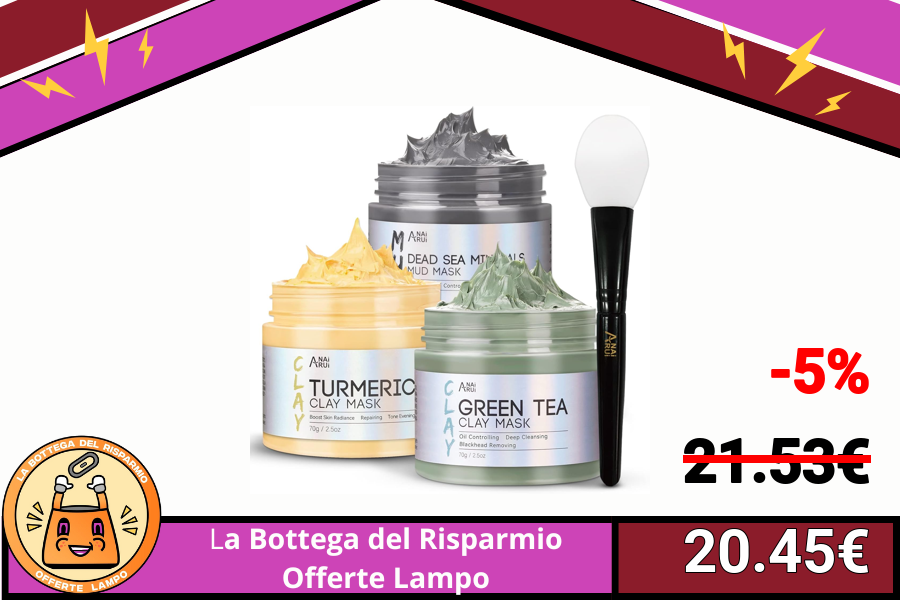 ANAi
RUi
DEAD SEA
MUD MASK
ANAi
RUi
CLAY
TURMERIC
CLAY MASK
Boost Skin Radiance Repairing Tone Evening
70g / 2.5oz
ANAi
RUi
CLAY
GREEN TEA
CLAY MASK
Oil Controlling Deep Cleansing
Blackhead Removing
70g / 2.5oz
ANAi
RUi
-5%
21.53€
20.45€
LA BOTTEGA DEL RISPARMIO
OFFERTE LAMPO
La Bottega del Risparmio
Offerte Lampo